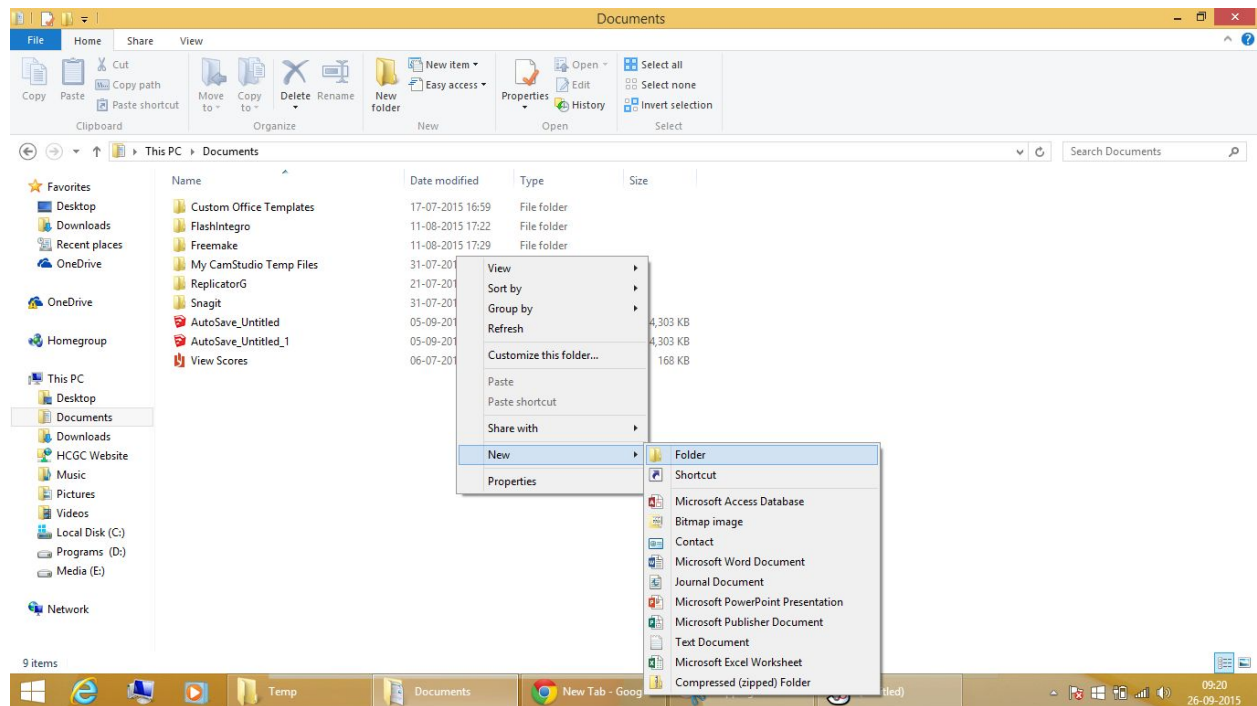 Documents
File Home Share View
Copy
Paste
Cut
Copy path
Paste shortcut
Clipboard
Move to
Copy to
Delete
Rename
Organize
New folder
New item
Easy access
New
Properties
Open
Edit
History
Open
Select all
Select none
Invert selection
Select
This PC Documents
Search Documents
Favorites
Desktop
Downloads
Recent places
OneDrive
OneDrive
Homegroup
This PC
Desktop
Documents
Downloads
HCGC Website
Music
Pictures
Videos
Local Disk (C:)
Programs (D:)
Media (E:)
Network
Name Date modified Type Size
Custom Office Templates 17-07-2015 16:59 File folder
FlashIntegro 11-08-2015 17:22 File folder
Freemake 11-08-2015 17:29 File folder
My CamStudio Temp Files 31-07-201
ReplicatorG 21-07-201
Snagit 31-07-201
AutoSave_Untitled 05-09-201 4,303 KB
AutoSave_Untitled_1 05-09-201 4,303 KB
View Scores 06-07-201 168 KB
View
Sort by
Group by
Refresh
Customize this folder...
Paste
Paste shortcut
Share with
New
Properties
Folder
Shortcut
Microsoft Access Database
Bitmap image
Contact
Microsoft Word Document
Journal Document
Microsoft PowerPoint Presentation
Microsoft Publisher Document
Text Document
Microsoft Excel Worksheet
Compressed (zipped) Folder
9 items
Temp
Documents
New Tab - Goog
tled)
09:20
26-09-2015